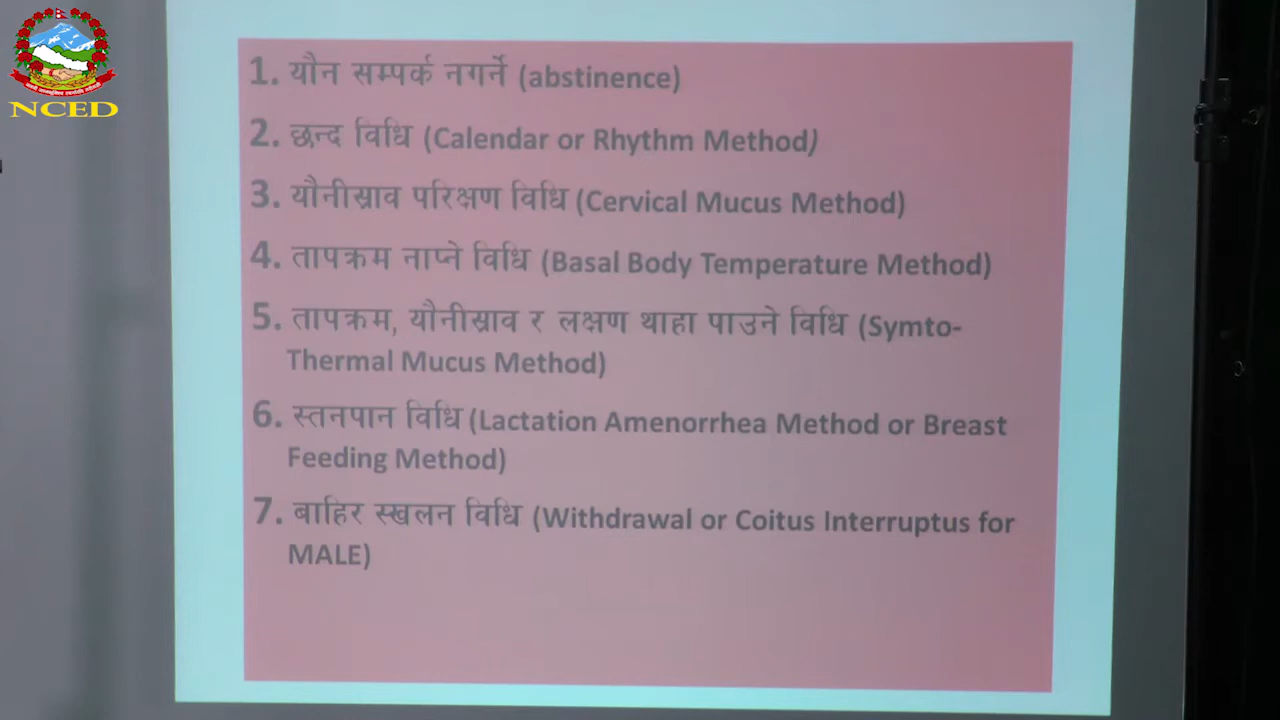 NCED
1. यौन सम्पर्क नगर्ने (abstinence)
2. छन्द विधि (Calendar or Rhythm Method)
3. यौनीस्राव परिक्षण विधि (Cervical Mucus Method)
4. तापक्रम नाप्ने विधि (Basal Body Temperature Method)
5. तापक्रम, यौनीस्राव र लक्षण थाहा पाउने विधि (Symto-
Thermal Mucus Method)
6. स्तनपान विधि (Lactation Amenorrhea Method or Breast
Feeding Method)
7. बाहिर स्खलन विधि (Withdrawal or Coitus Interruptus for
MALE)